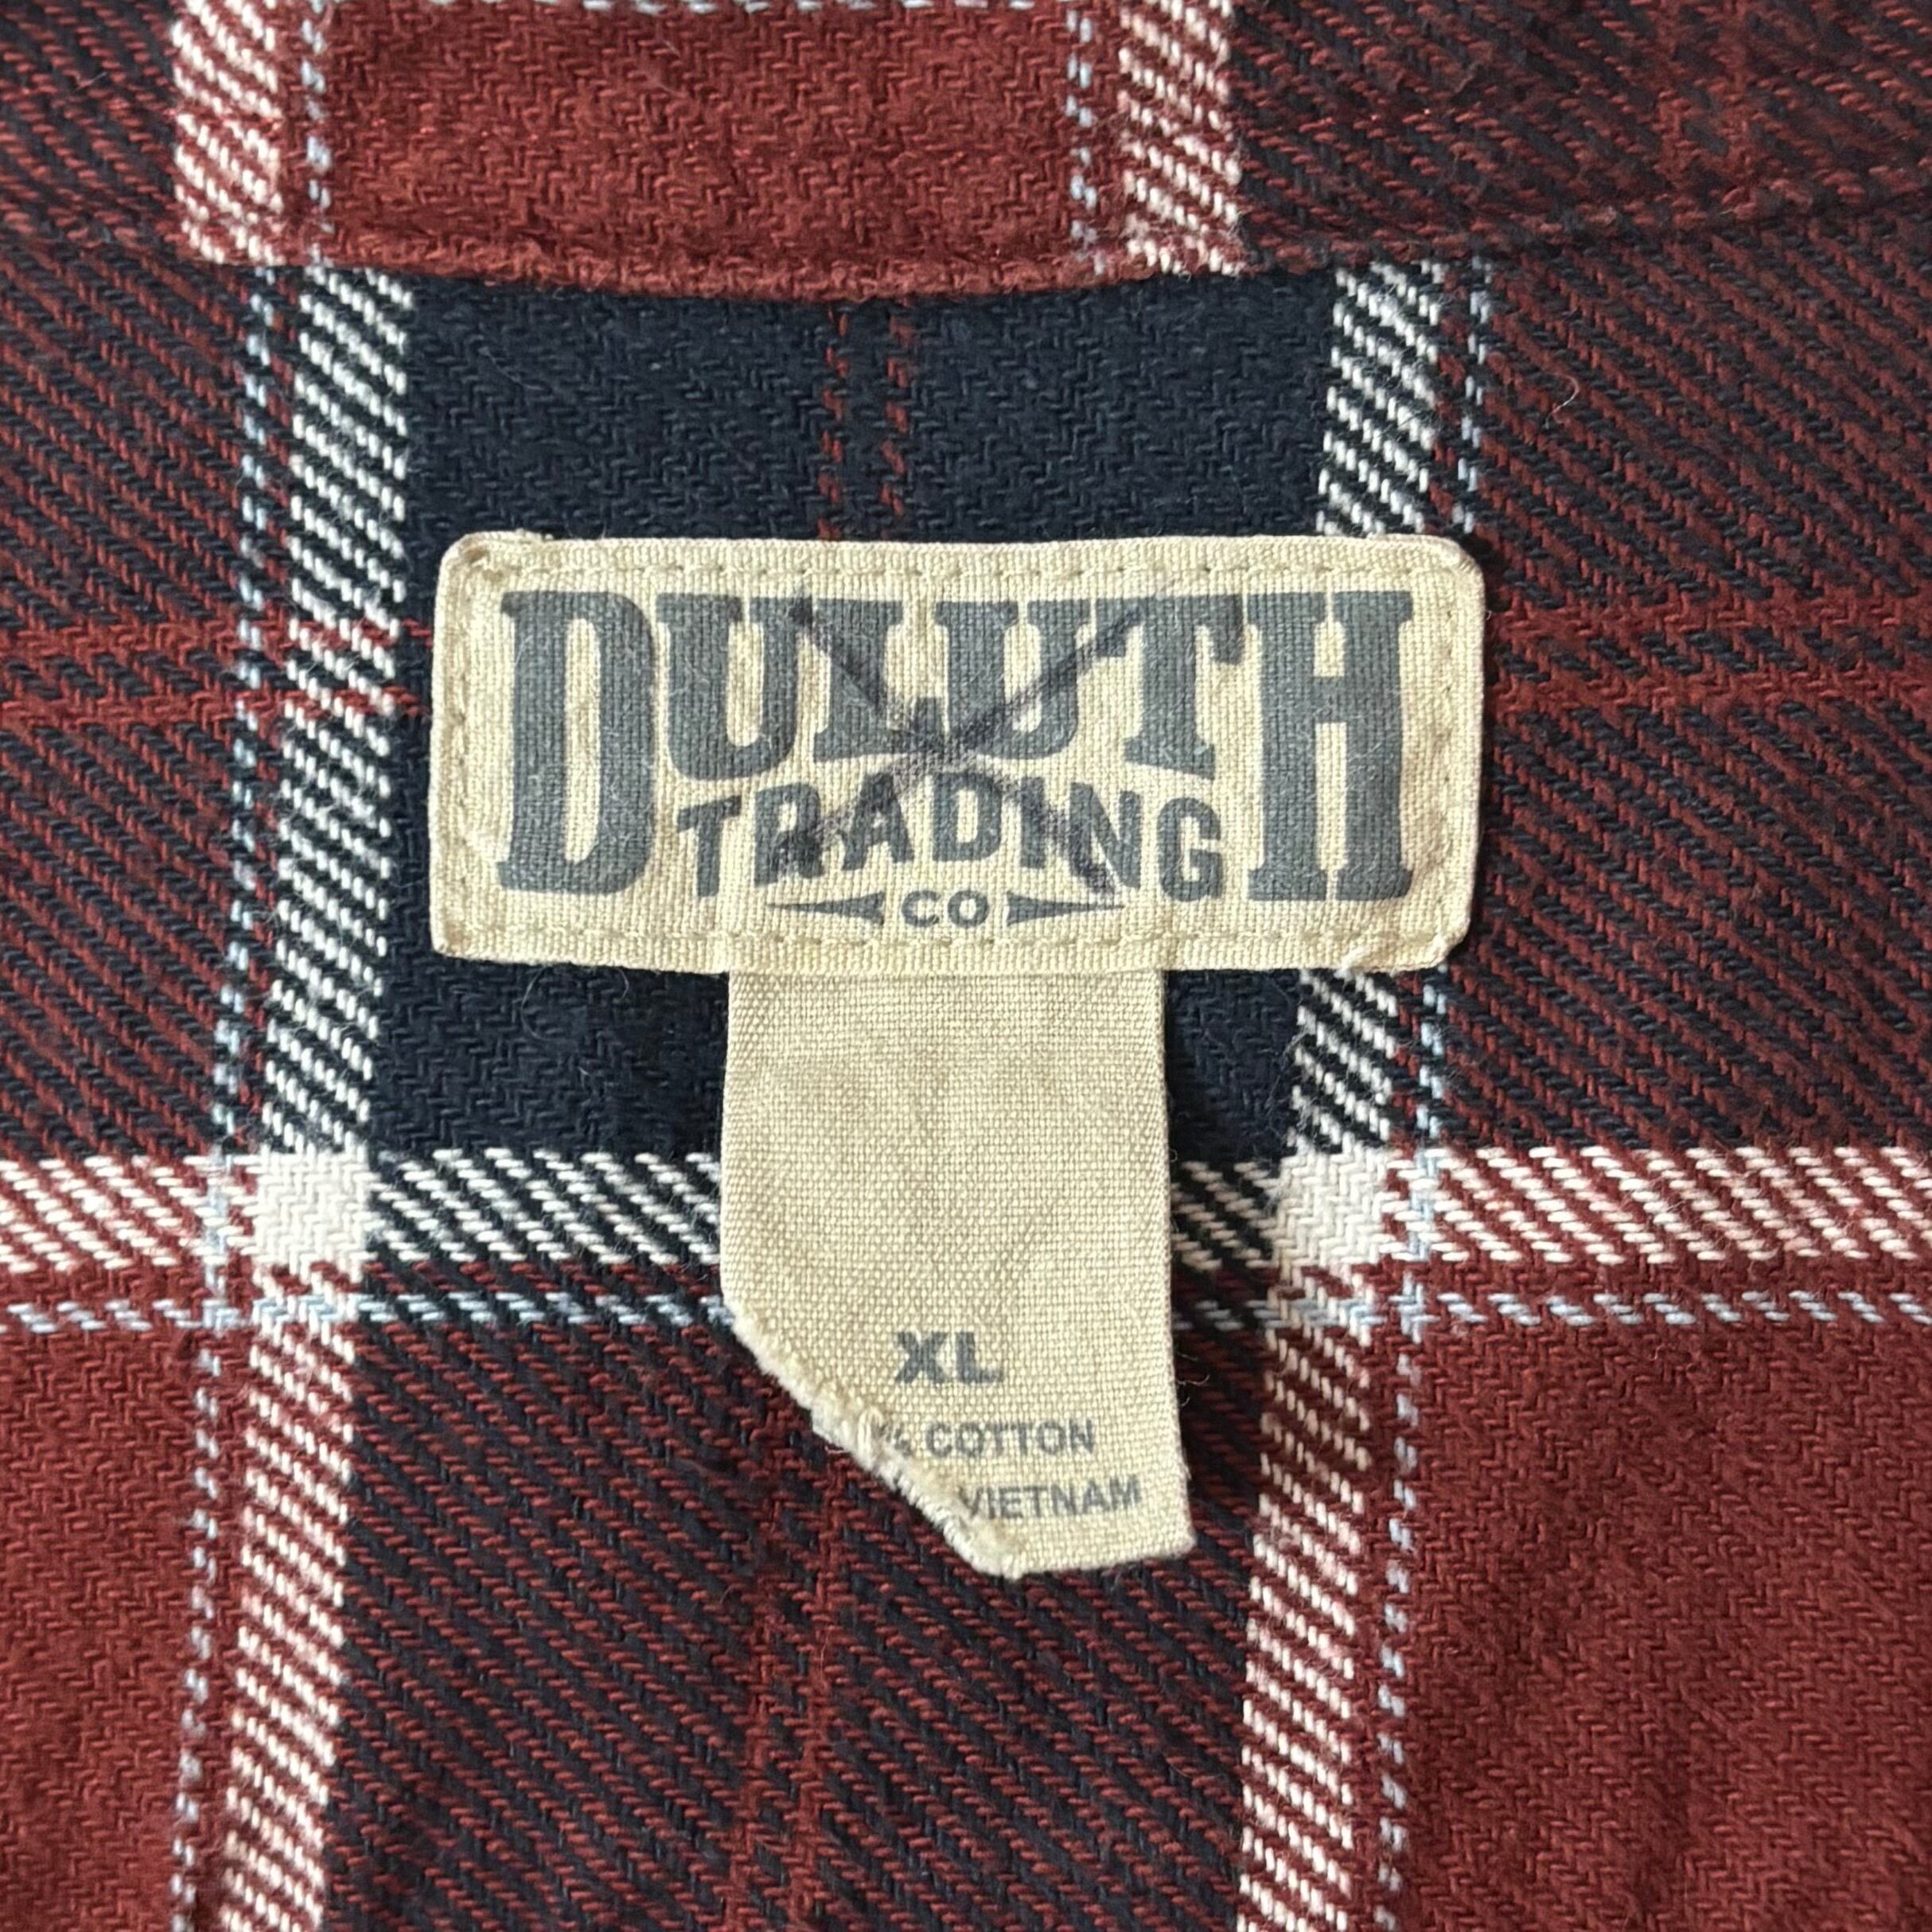 DULUTH
TRADING
CO
XL
% COTTON
VIETNAM